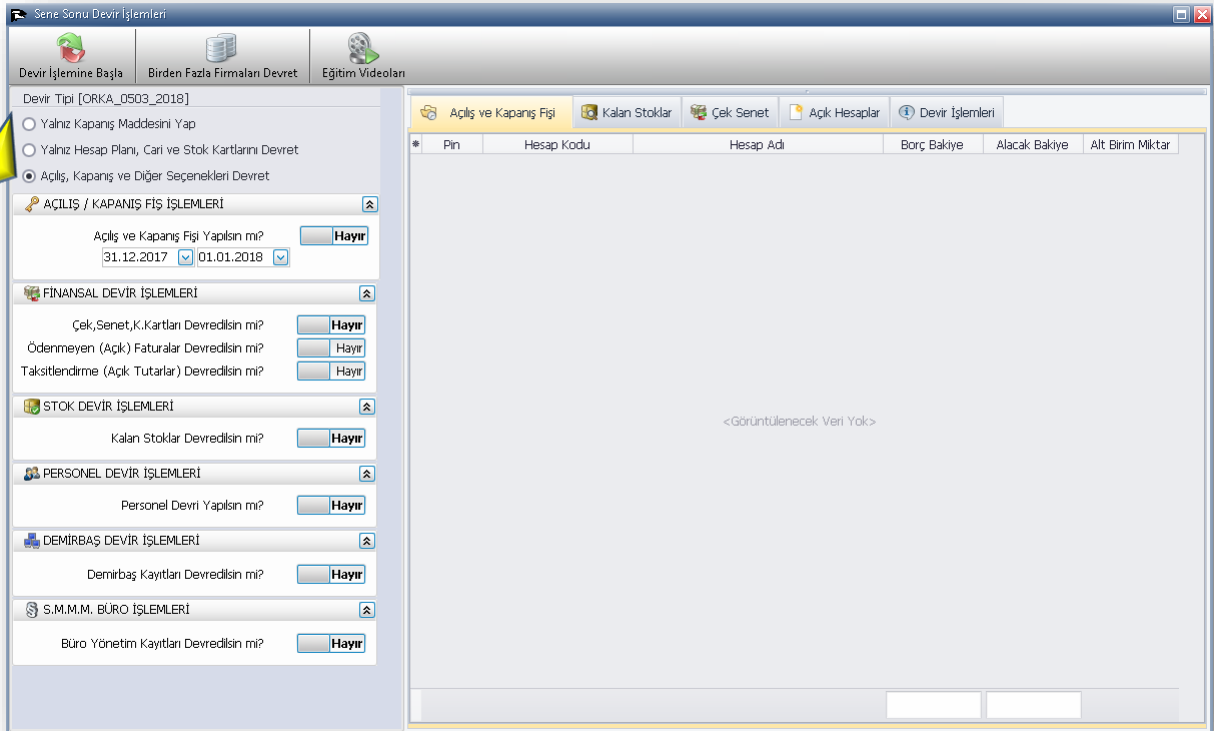 Sene Sonu Devir İşlemleri
Devir İşlemine Başla
Birden Fazla Firmaları Devret
Eğitim Videoları
Devir Tipi [ORKA_0503_2018]
Yalnız Kapanış Maddesini Yap
Yalnız Hesap Planı, Cari ve Stok Kartlarını Devret
Açılış, Kapanış ve Diğer Seçenekleri Devret
AÇILIŞ / KAPANIŞ FİŞ İŞLEMLERİ
Açılış ve Kapanış Fişi Yapılsın mı? Hayır
31.12.2017 01.01.2018
FİNANSAL DEVİR İŞLEMLERİ
Çek,Senet,K.Kartları Devredilsin mi? Hayır
Ödenmeyen (Açık) Faturalar Devredilsin mi? Hayır
Taksitlendirme (Açık Tutarlar) Devredilsin mi? Hayır
STOK DEVİR İŞLEMLERİ
Kalan Stoklar Devredilsin mi? Hayır
PERSONEL DEVİR İŞLEMLERİ
Personel Devri Yapılsın mı? Hayır
DEMİRBAŞ DEVİR İŞLEMLERİ
Demirbaş Kayıtları Devredilsin mi? Hayır
S.M.M.M. BÜRO İŞLEMLERİ
Büro Yönetim Kayıtları Devredilsin mi? Hayır
Açılış ve Kapanış Fişi Kalan Stoklar Çek Senet Açık Hesaplar Devir İşlemleri
Pin Hesap Kodu Hesap Adı Borç Bakiye Alacak Bakiye Alt Birim Miktar
<Görüntülenecek Veri Yok>